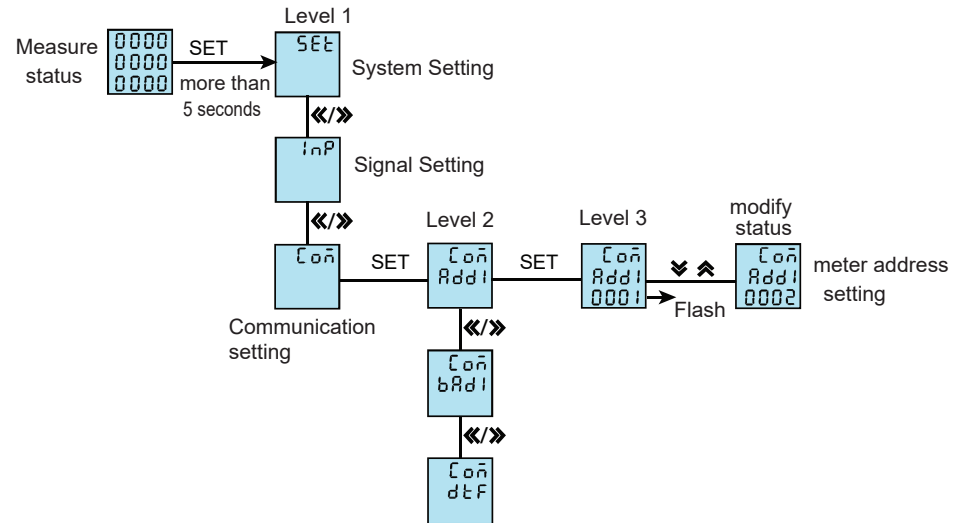 Level 1
Measure
status
0000
0000
0000
SET
more than
5 seconds
SEt
System Setting
«/»
InP
Signal Setting
«/»
Con
Communication
setting
SET
Level 2
Con
Add1
SET
Level 3
Con
Add1
0001
Flash
modify
status
Con
Add1
0002
meter address
setting
«/»
Con
bAd1
«/»
Con
dtF